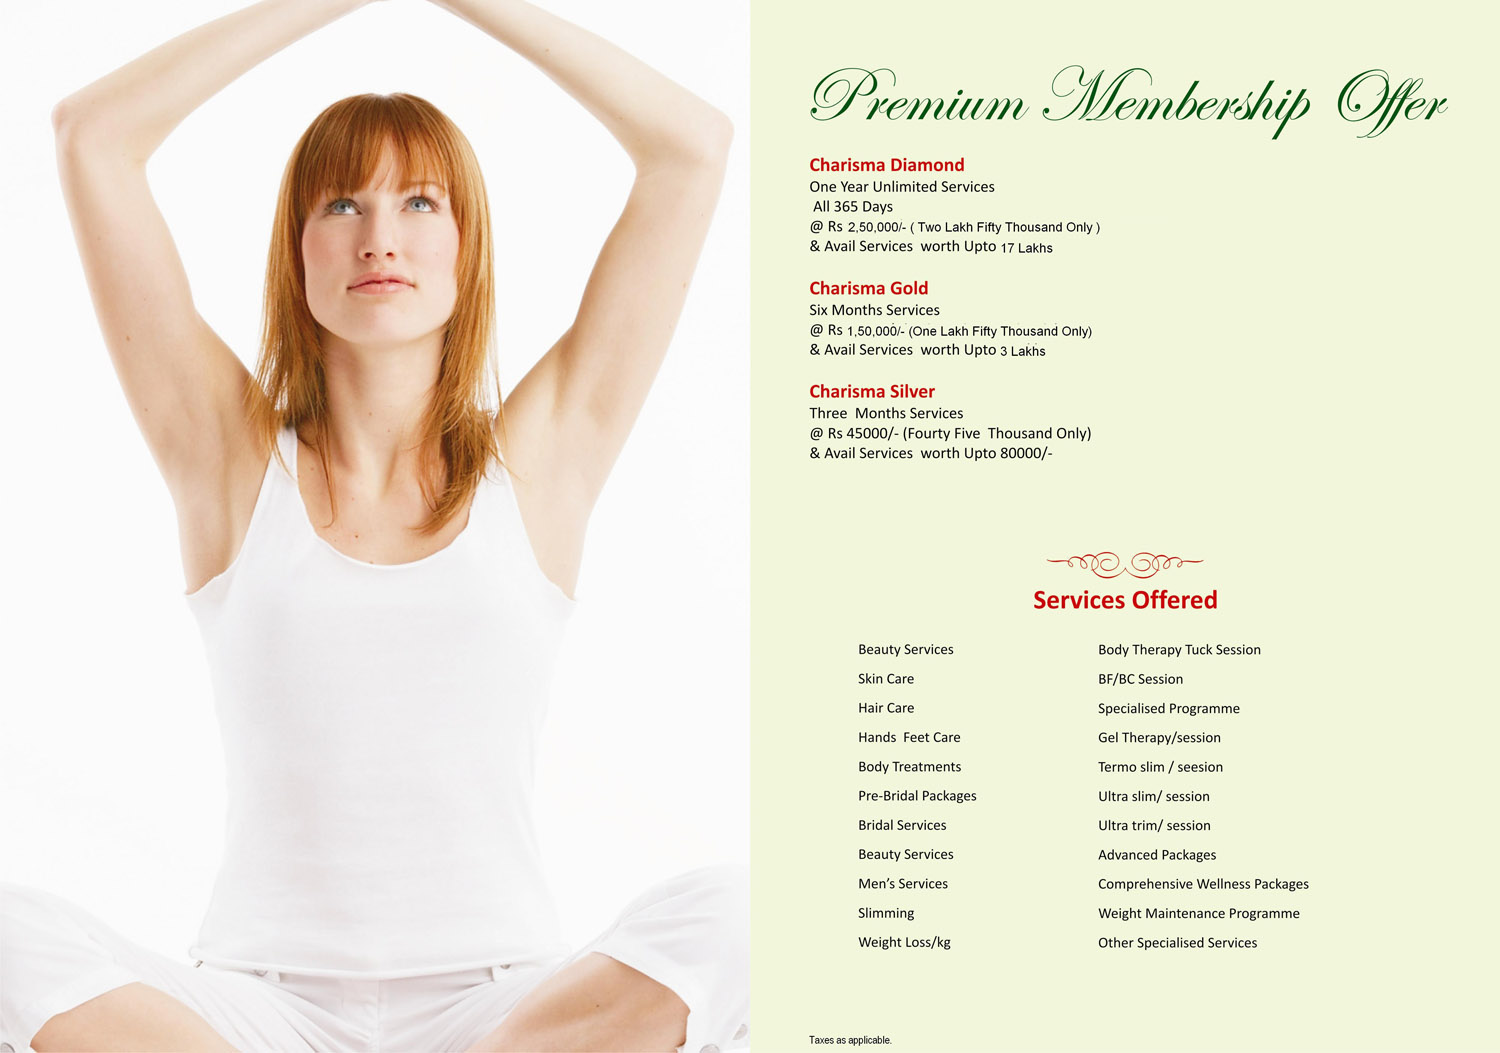 Premium Membership Offer
Charisma Diamond
One Year Unlimited Services
All 365 Days
@ Rs 2,50,000/- ( Two Lakh Fifty Thousand Only )
& Avail Services worth Upto 17 Lakhs
Charisma Gold
Six Months Services
@ Rs 1,50,000/- (One Lakh Fifty Thousand Only)
& Avail Services worth Upto 3 Lakhs
Charisma Silver
Three Months Services
@ Rs 45000/- (Fourty Five Thousand Only)
& Avail Services worth Upto 80000/-
Services Offered
Beauty Services
Skin Care
Hair Care
Hands Feet Care
Body Treatments
Pre-Bridal Packages
Bridal Services
Beauty Services
Men’s Services
Slimming
Weight Loss/kg
Body Therapy Tuck Session
BF/BC Session
Specialised Programme
Gel Therapy/session
Termo slim / seesion
Ultra slim/ session
Ultra trim/ session
Advanced Packages
Comprehensive Wellness Packages
Weight Maintenance Programme
Other Specialised Services
Taxes as applicable.